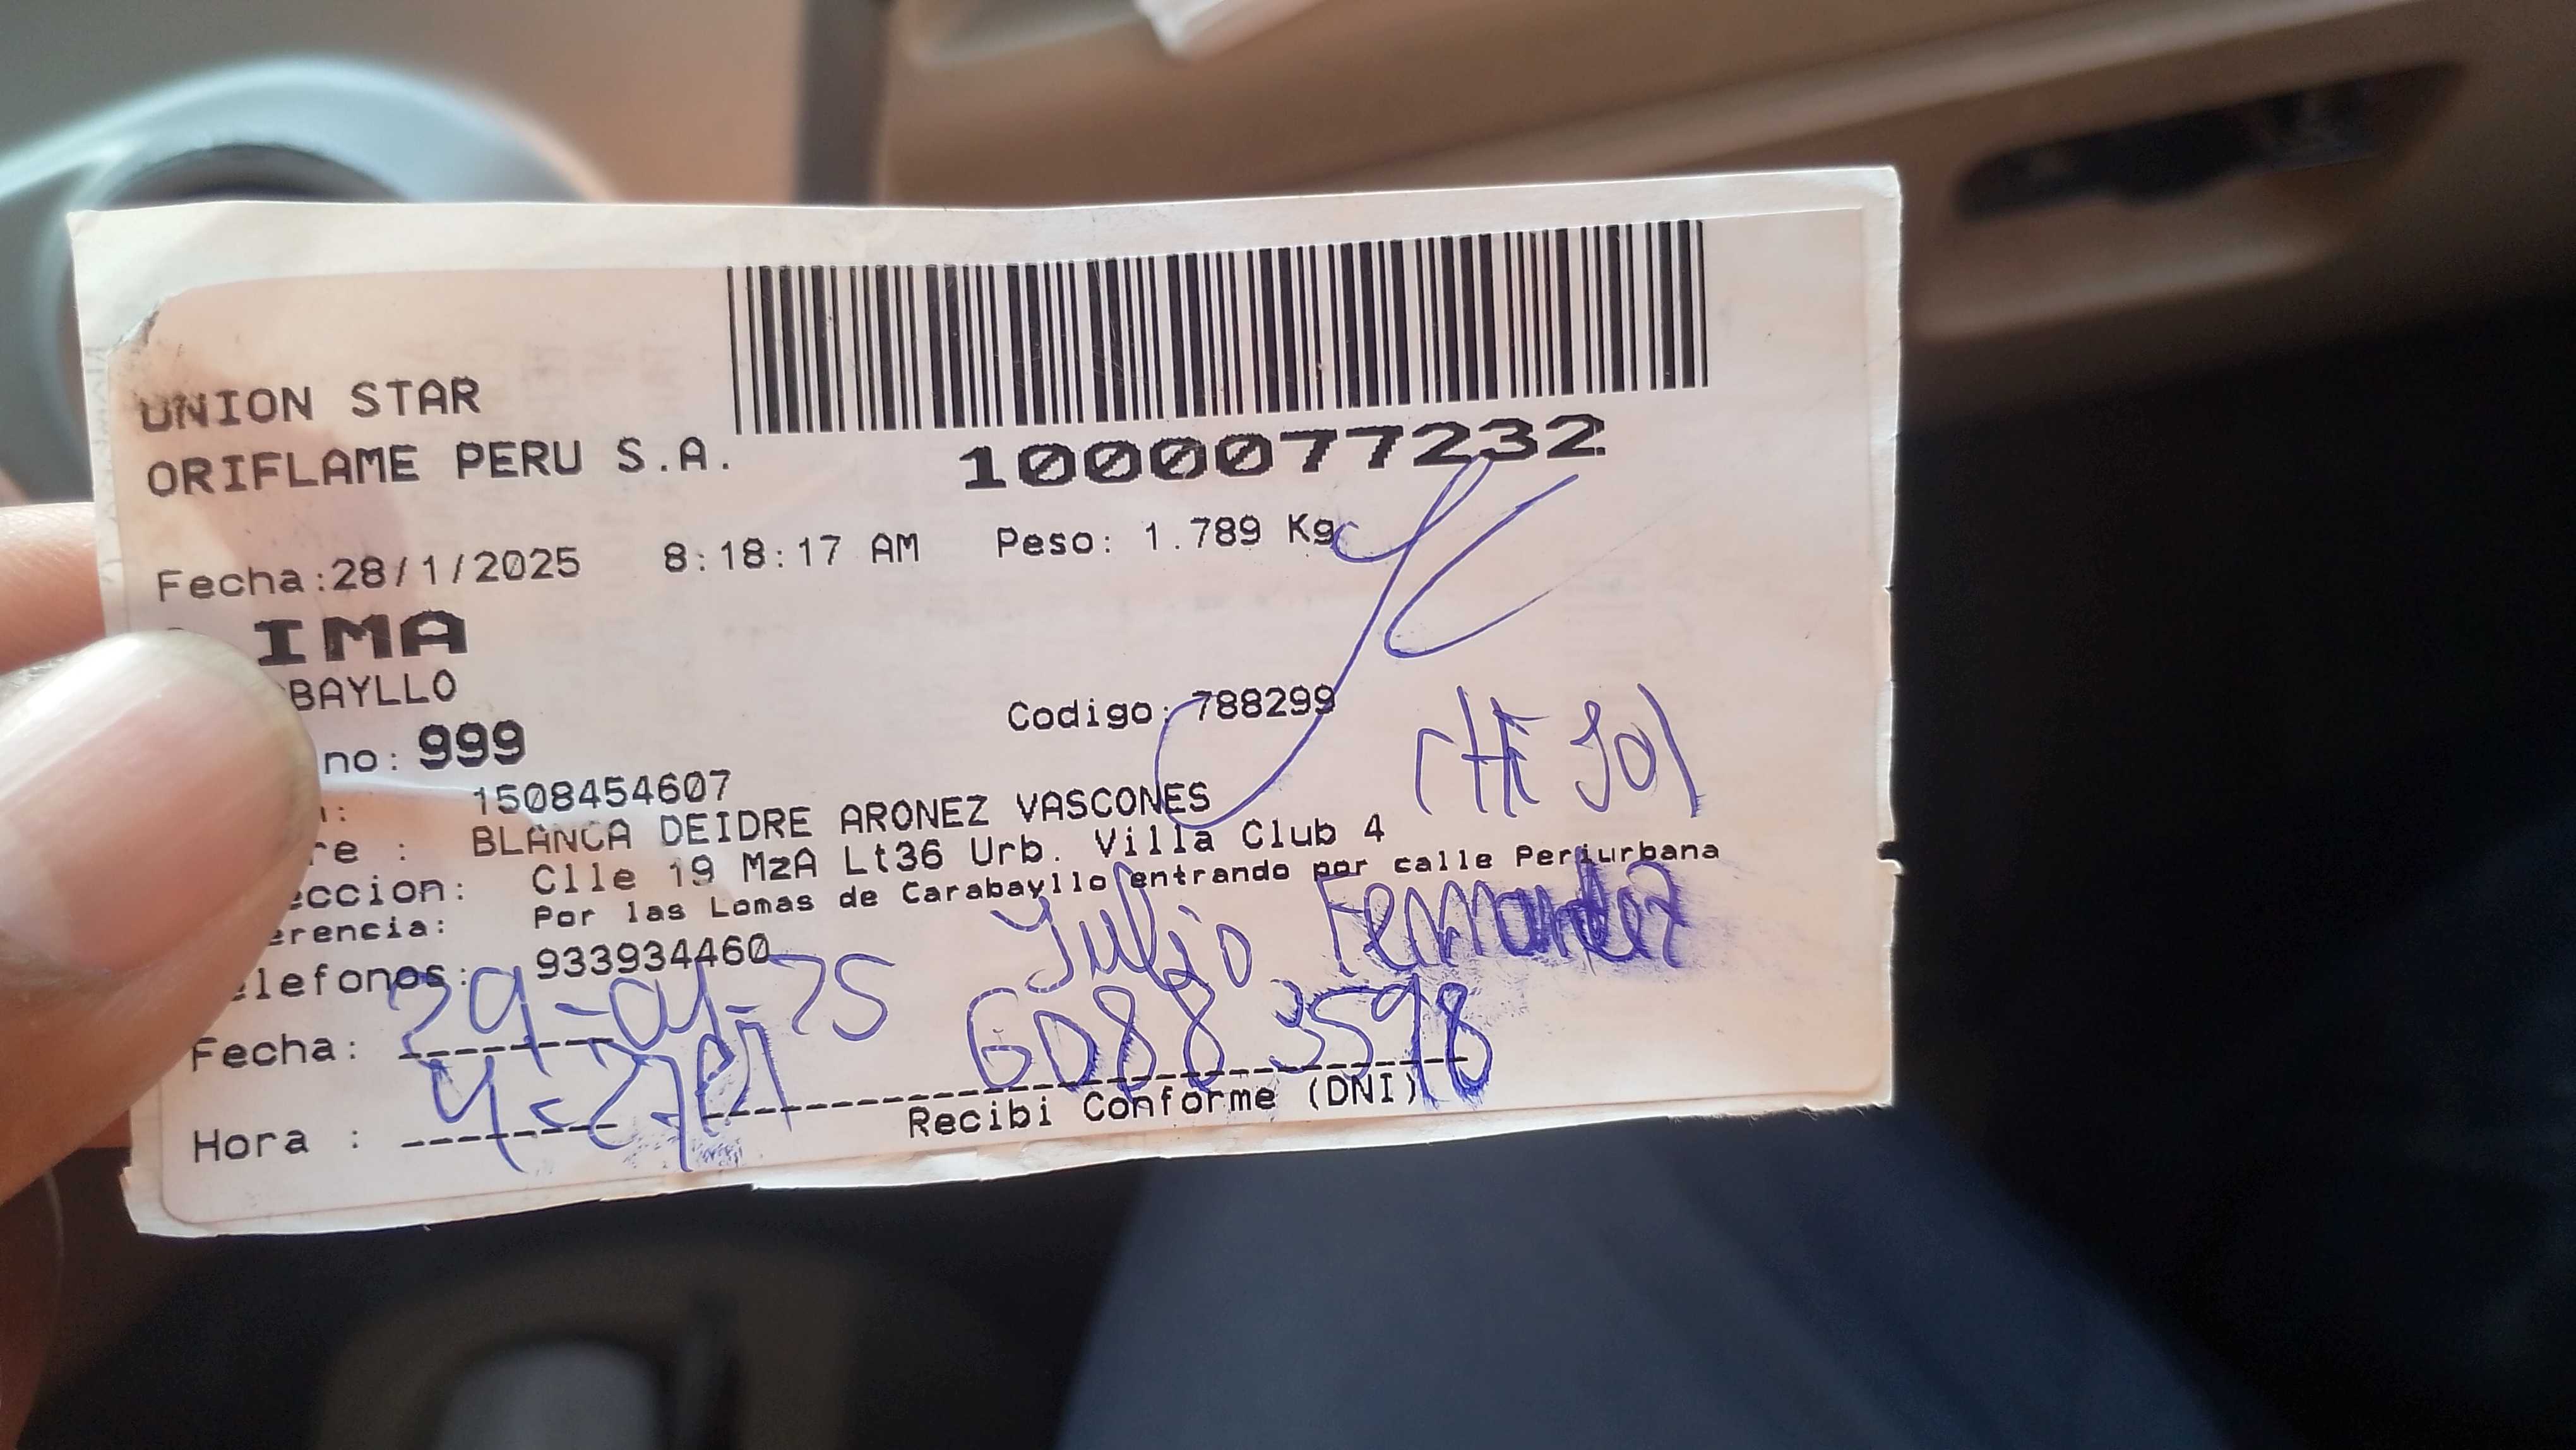 UNION STAR
ORIFLAME PERU S.A.
1000077232
Fecha:28/1/2025 8:18:17 AM Peso: 1.789 Kg
IMA
BAYLLO
Codigo: 788299
no: 999
1508454607
re : BLANCA DEIDRE ARONEZ VASCONES
eccion: Clle 19 MzA Lt36 Urb. Villa Club 4
erencia: Por las Lomas de Carabayllo entrando por calle Periurbana
elefonos: 933934460
Julio Fernandez
Fecha: 29-01-25
Hora :
Recibi Conforme (DNI)